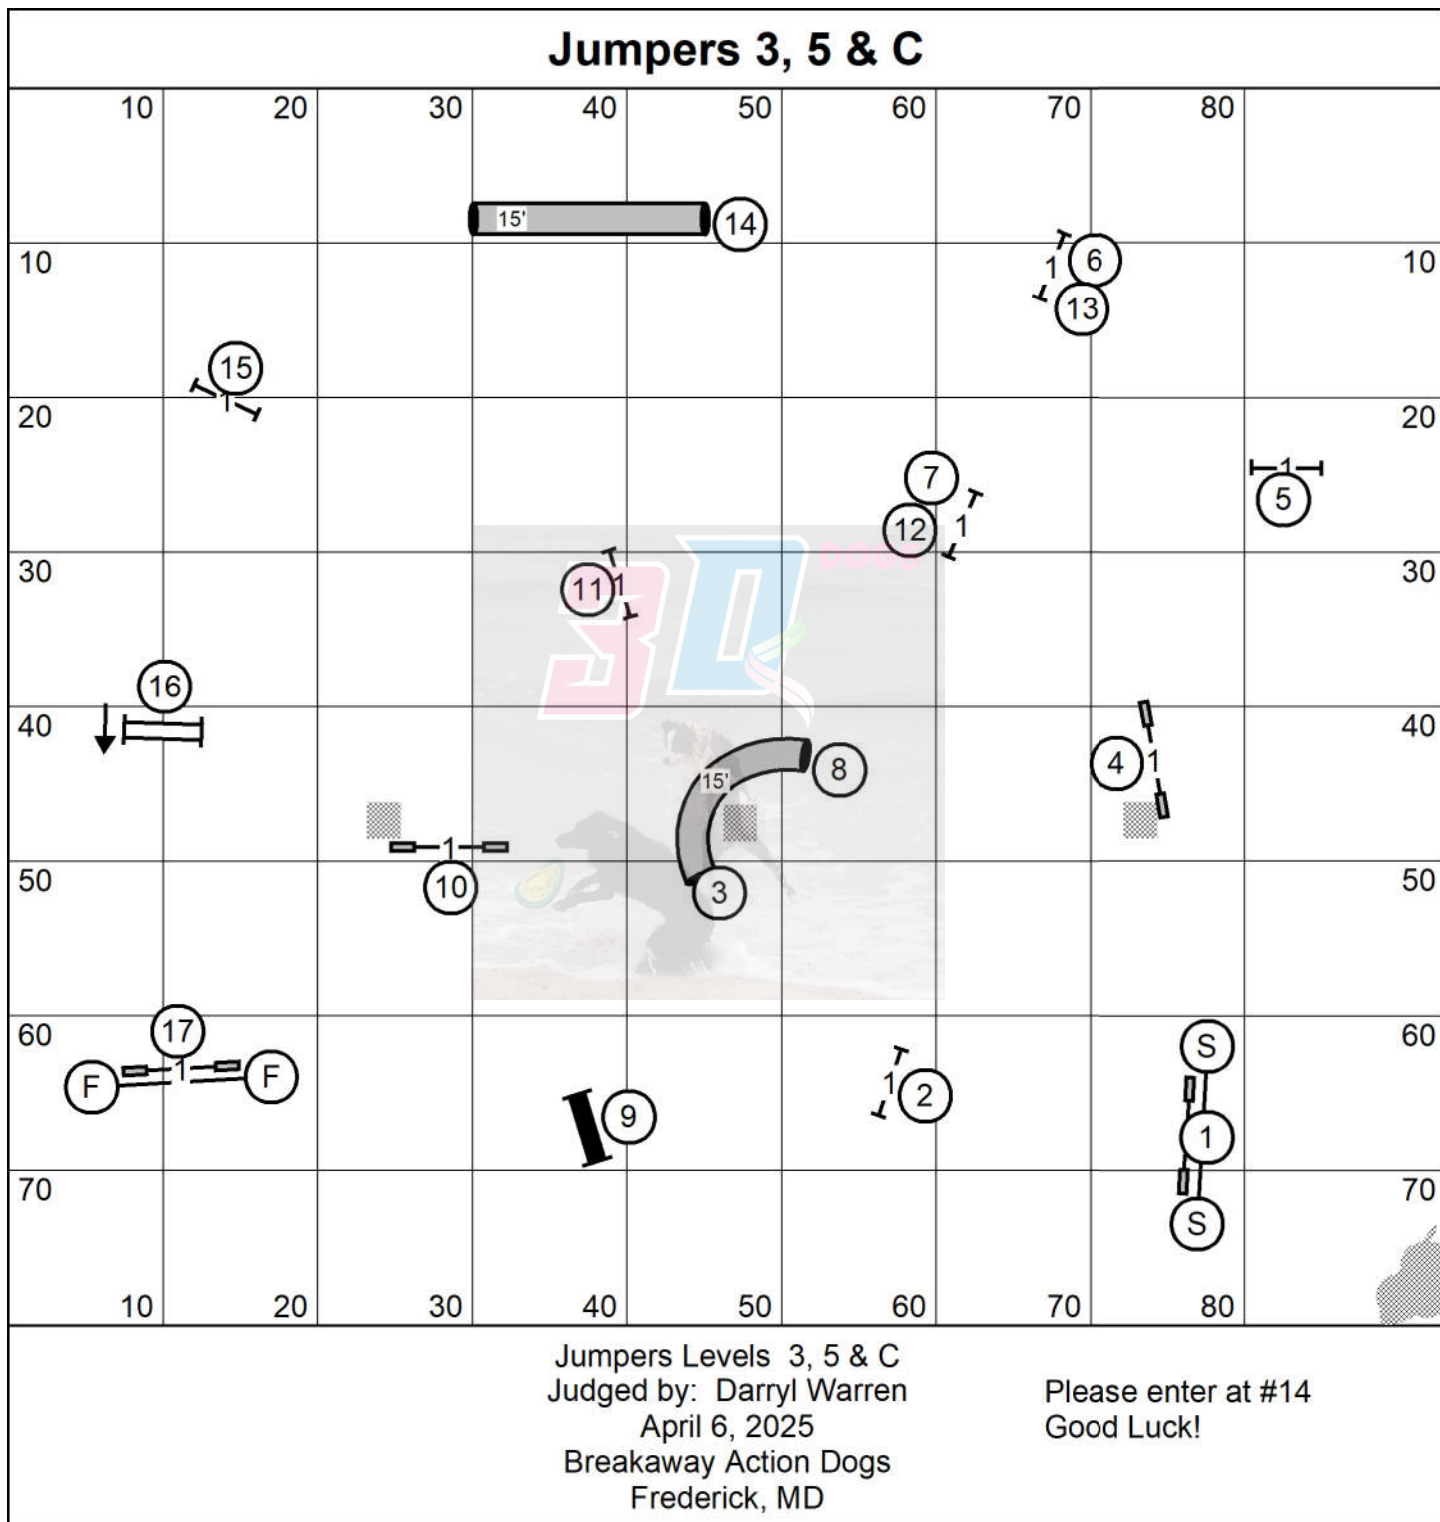 Jumpers 3, 5 & C
10 20 30 40 50 60 70 80
15' 14
10 6 10
1
13
15
1
20 20
7 1
5
12 1
DOGS
30 30
11 1
3D
16
40 40
4 1
8
15'
1
10 3
50 50
17
60 S 60
F 1 F
1 2
9 1
70 70
S
10 20 30 40 50 60 70 80
Jumpers Levels 3, 5 & C
Judged by: Darryl Warren
April 6, 2025
Breakaway Action Dogs
Frederick, MD
Please enter at #14
Good Luck!